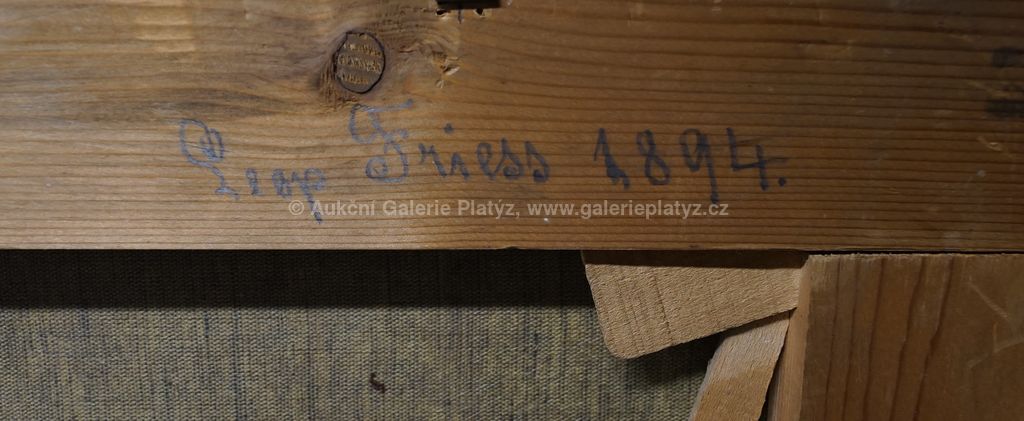 Leop Friess 1894.
© Aukční Galerie Platýz, www.galerieplatyz.cz